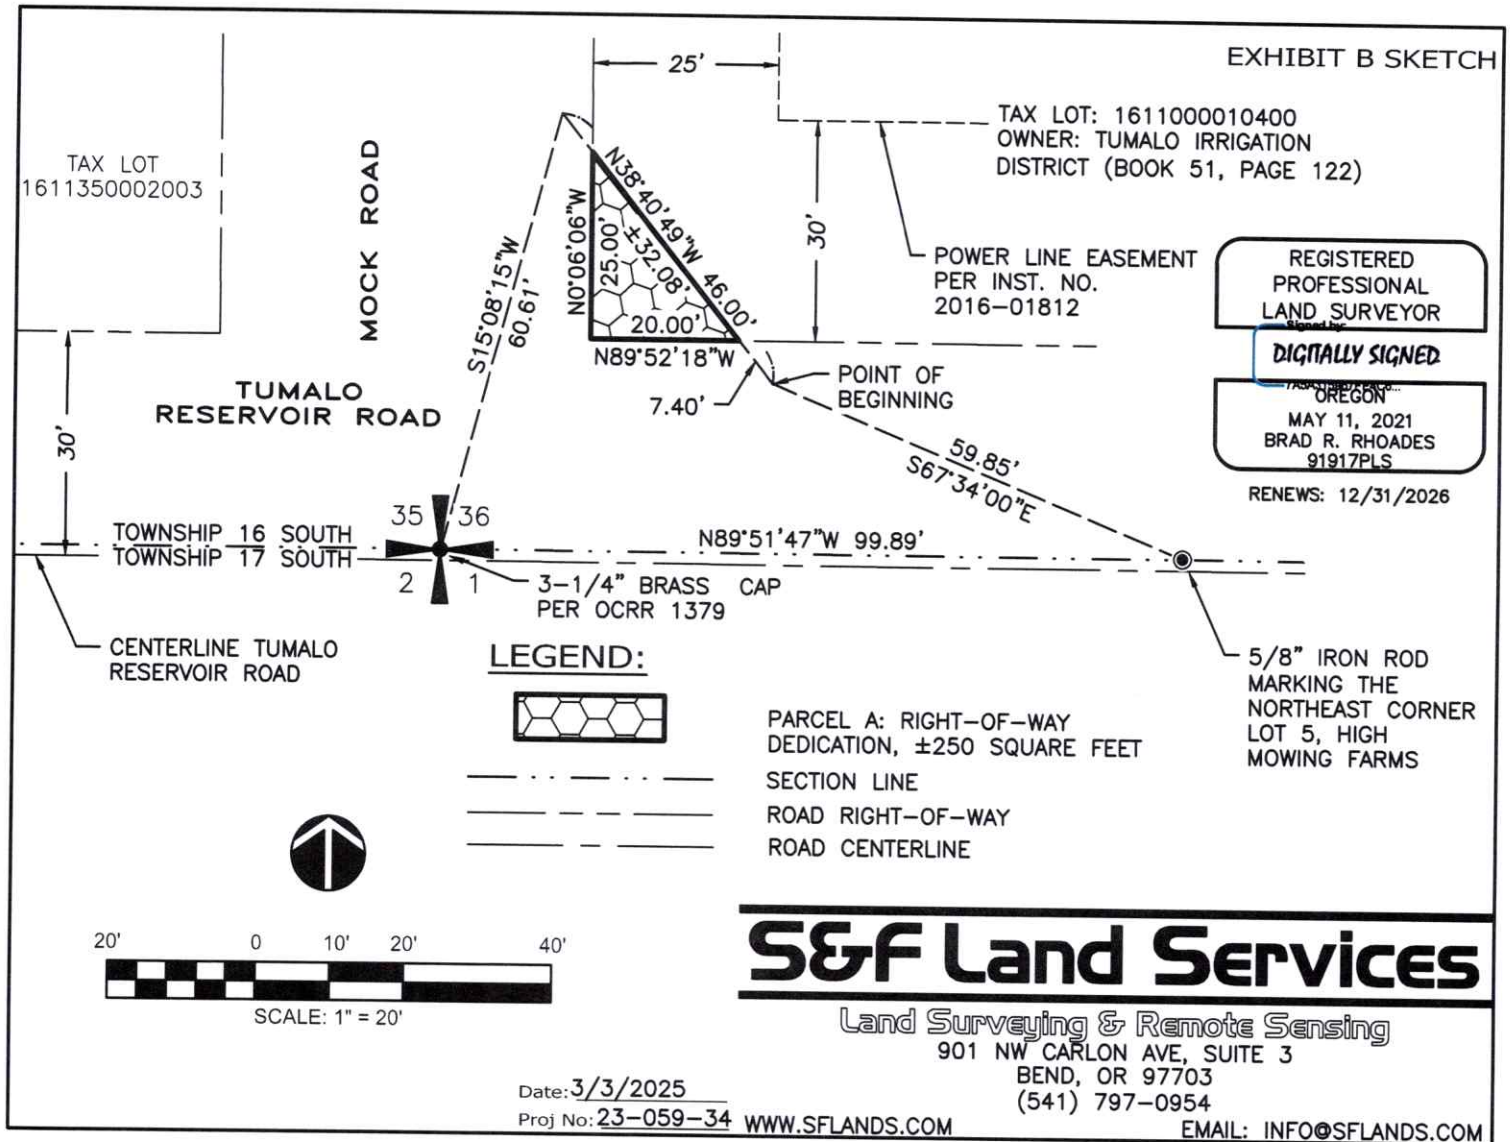 EXHIBIT B SKETCH
25'
TAX LOT: 1611000010400
OWNER: TUMALO IRRIGATION
DISTRICT (BOOK 51, PAGE 122)
TAX LOT
1611350002003
MOCK ROAD
N38°40'49"W 46.00'
±32.08'
N0°06'06"W
25.00'
20.00'
N89°52'18"W
30'
POWER LINE EASEMENT
PER INST. NO.
2016-01812
REGISTERED
PROFESSIONAL
LAND SURVEYOR
Signed by:
DIGITALLY SIGNED
OREGON
MAY 11, 2021
BRAD R. RHOADES
91917PLS
RENEWS: 12/31/2026
S15°08'15"W
60.61'
TUMALO
RESERVOIR ROAD
30'
7.40'
POINT OF
BEGINNING
59.85'
S67°34'00"E
35 36
TOWNSHIP 16 SOUTH
TOWNSHIP 17 SOUTH
2 1
N89°51'47"W 99.89'
3-1/4" BRASS CAP
PER OCRR 1379
CENTERLINE TUMALO
RESERVOIR ROAD
5/8" IRON ROD
MARKING THE
NORTHEAST CORNER
LOT 5, HIGH
MOWING FARMS
LEGEND:
PARCEL A: RIGHT-OF-WAY
DEDICATION, ±250 SQUARE FEET
SECTION LINE
ROAD RIGHT-OF-WAY
ROAD CENTERLINE
20' 0 10' 20' 40'
SCALE: 1" = 20'
S&F Land Services
Land Surveying & Remote Sensing
901 NW CARLON AVE, SUITE 3
BEND, OR 97703
(541) 797-0954
Date: 3/3/2025
Proj No: 23-059-34
WWW.SFLANDS.COM
EMAIL: INFO@SFLANDS.COM